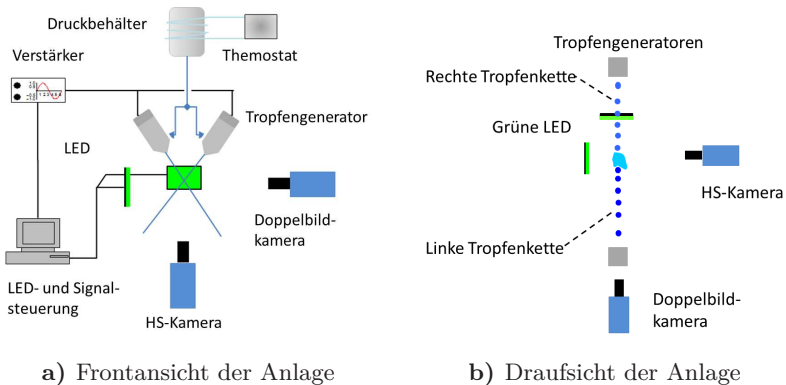 Druckbehälter
Themostat
Verstärker
Tropfengenerator
LED
Doppelbild-
kamera
LED- und Signal-
steuerung
HS-Kamera
a) Frontansicht der Anlage
Tropfengeneratoren
Rechte Tropfenkette
Grüne LED
HS-Kamera
Linke Tropfenkette
Doppelbild-
kamera
b) Draufsicht der Anlage